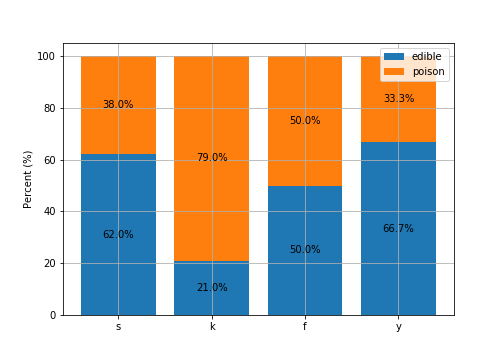 100
80
60
40
20
0
Percent (%)
edible
poison
38.0%
79.0%
50.0%
33.3%
62.0%
21.0%
50.0%
66.7%
s
k
f
y